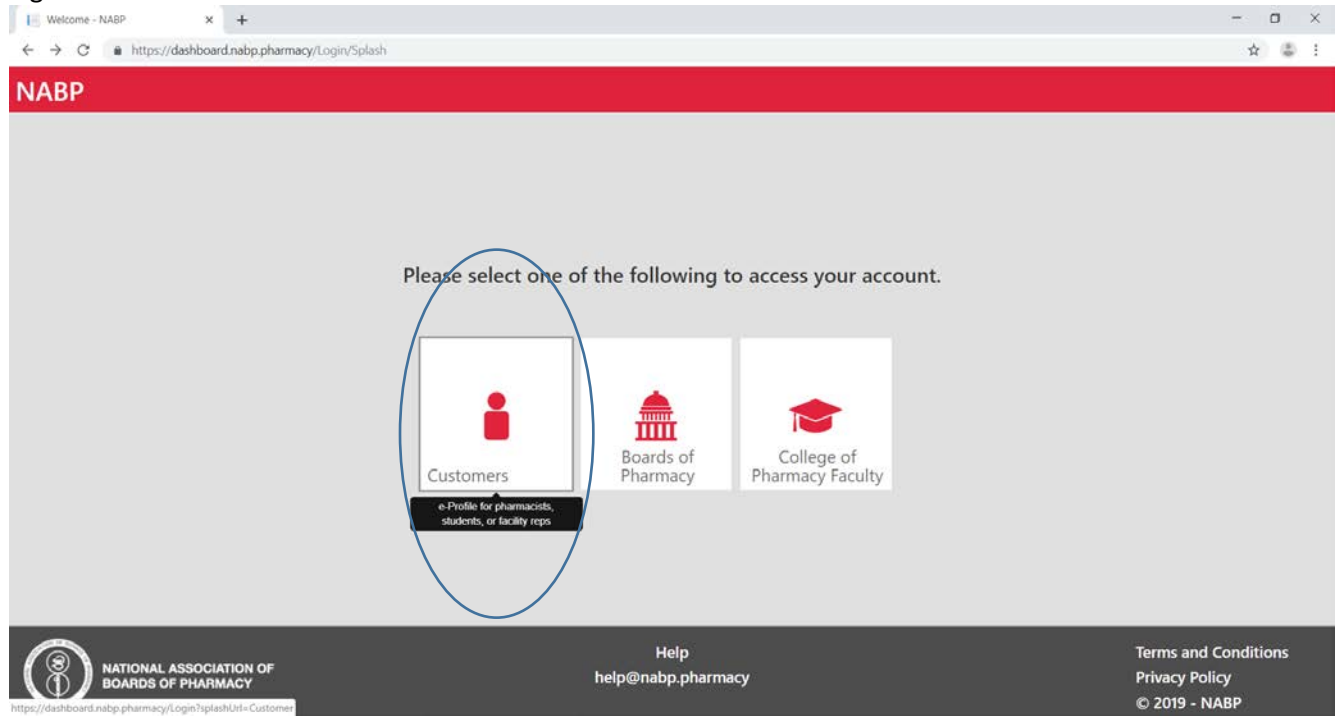 Welcome - NABP
https://dashboard.nabp.pharmacy/Login/Splash
NABP
Please select one of the following to access your account.
Customers
Boards of
Pharmacy
College of
Pharmacy Faculty
e-Profile for pharmacists,
students, or facility reps
NATIONAL ASSOCIATION OF
BOARDS OF PHARMACY
Help
help@nabp.pharmacy
Terms and Conditions
Privacy Policy
© 2019 - NABP
https://dashboard.nabp.pharmacy/Login?splashUrl=Customer